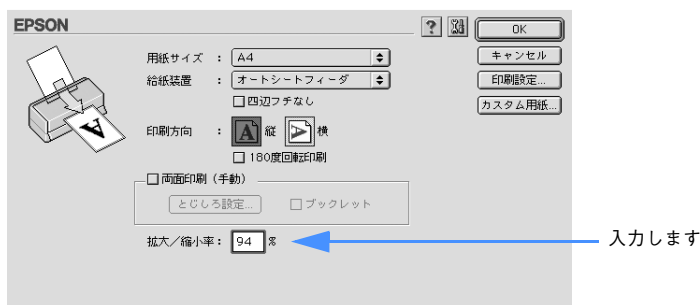 EPSON
? OK
用紙サイズ : A4 キャンセル
給紙装置 : オートシートフィーダ 印刷設定...
四辺フチなし カスタム用紙...
印刷方向 : A 縦 A 横
180度回転印刷
両面印刷(手動)
とじしろ設定... ブックレット
拡大/縮小率: 94 % 入力します
A